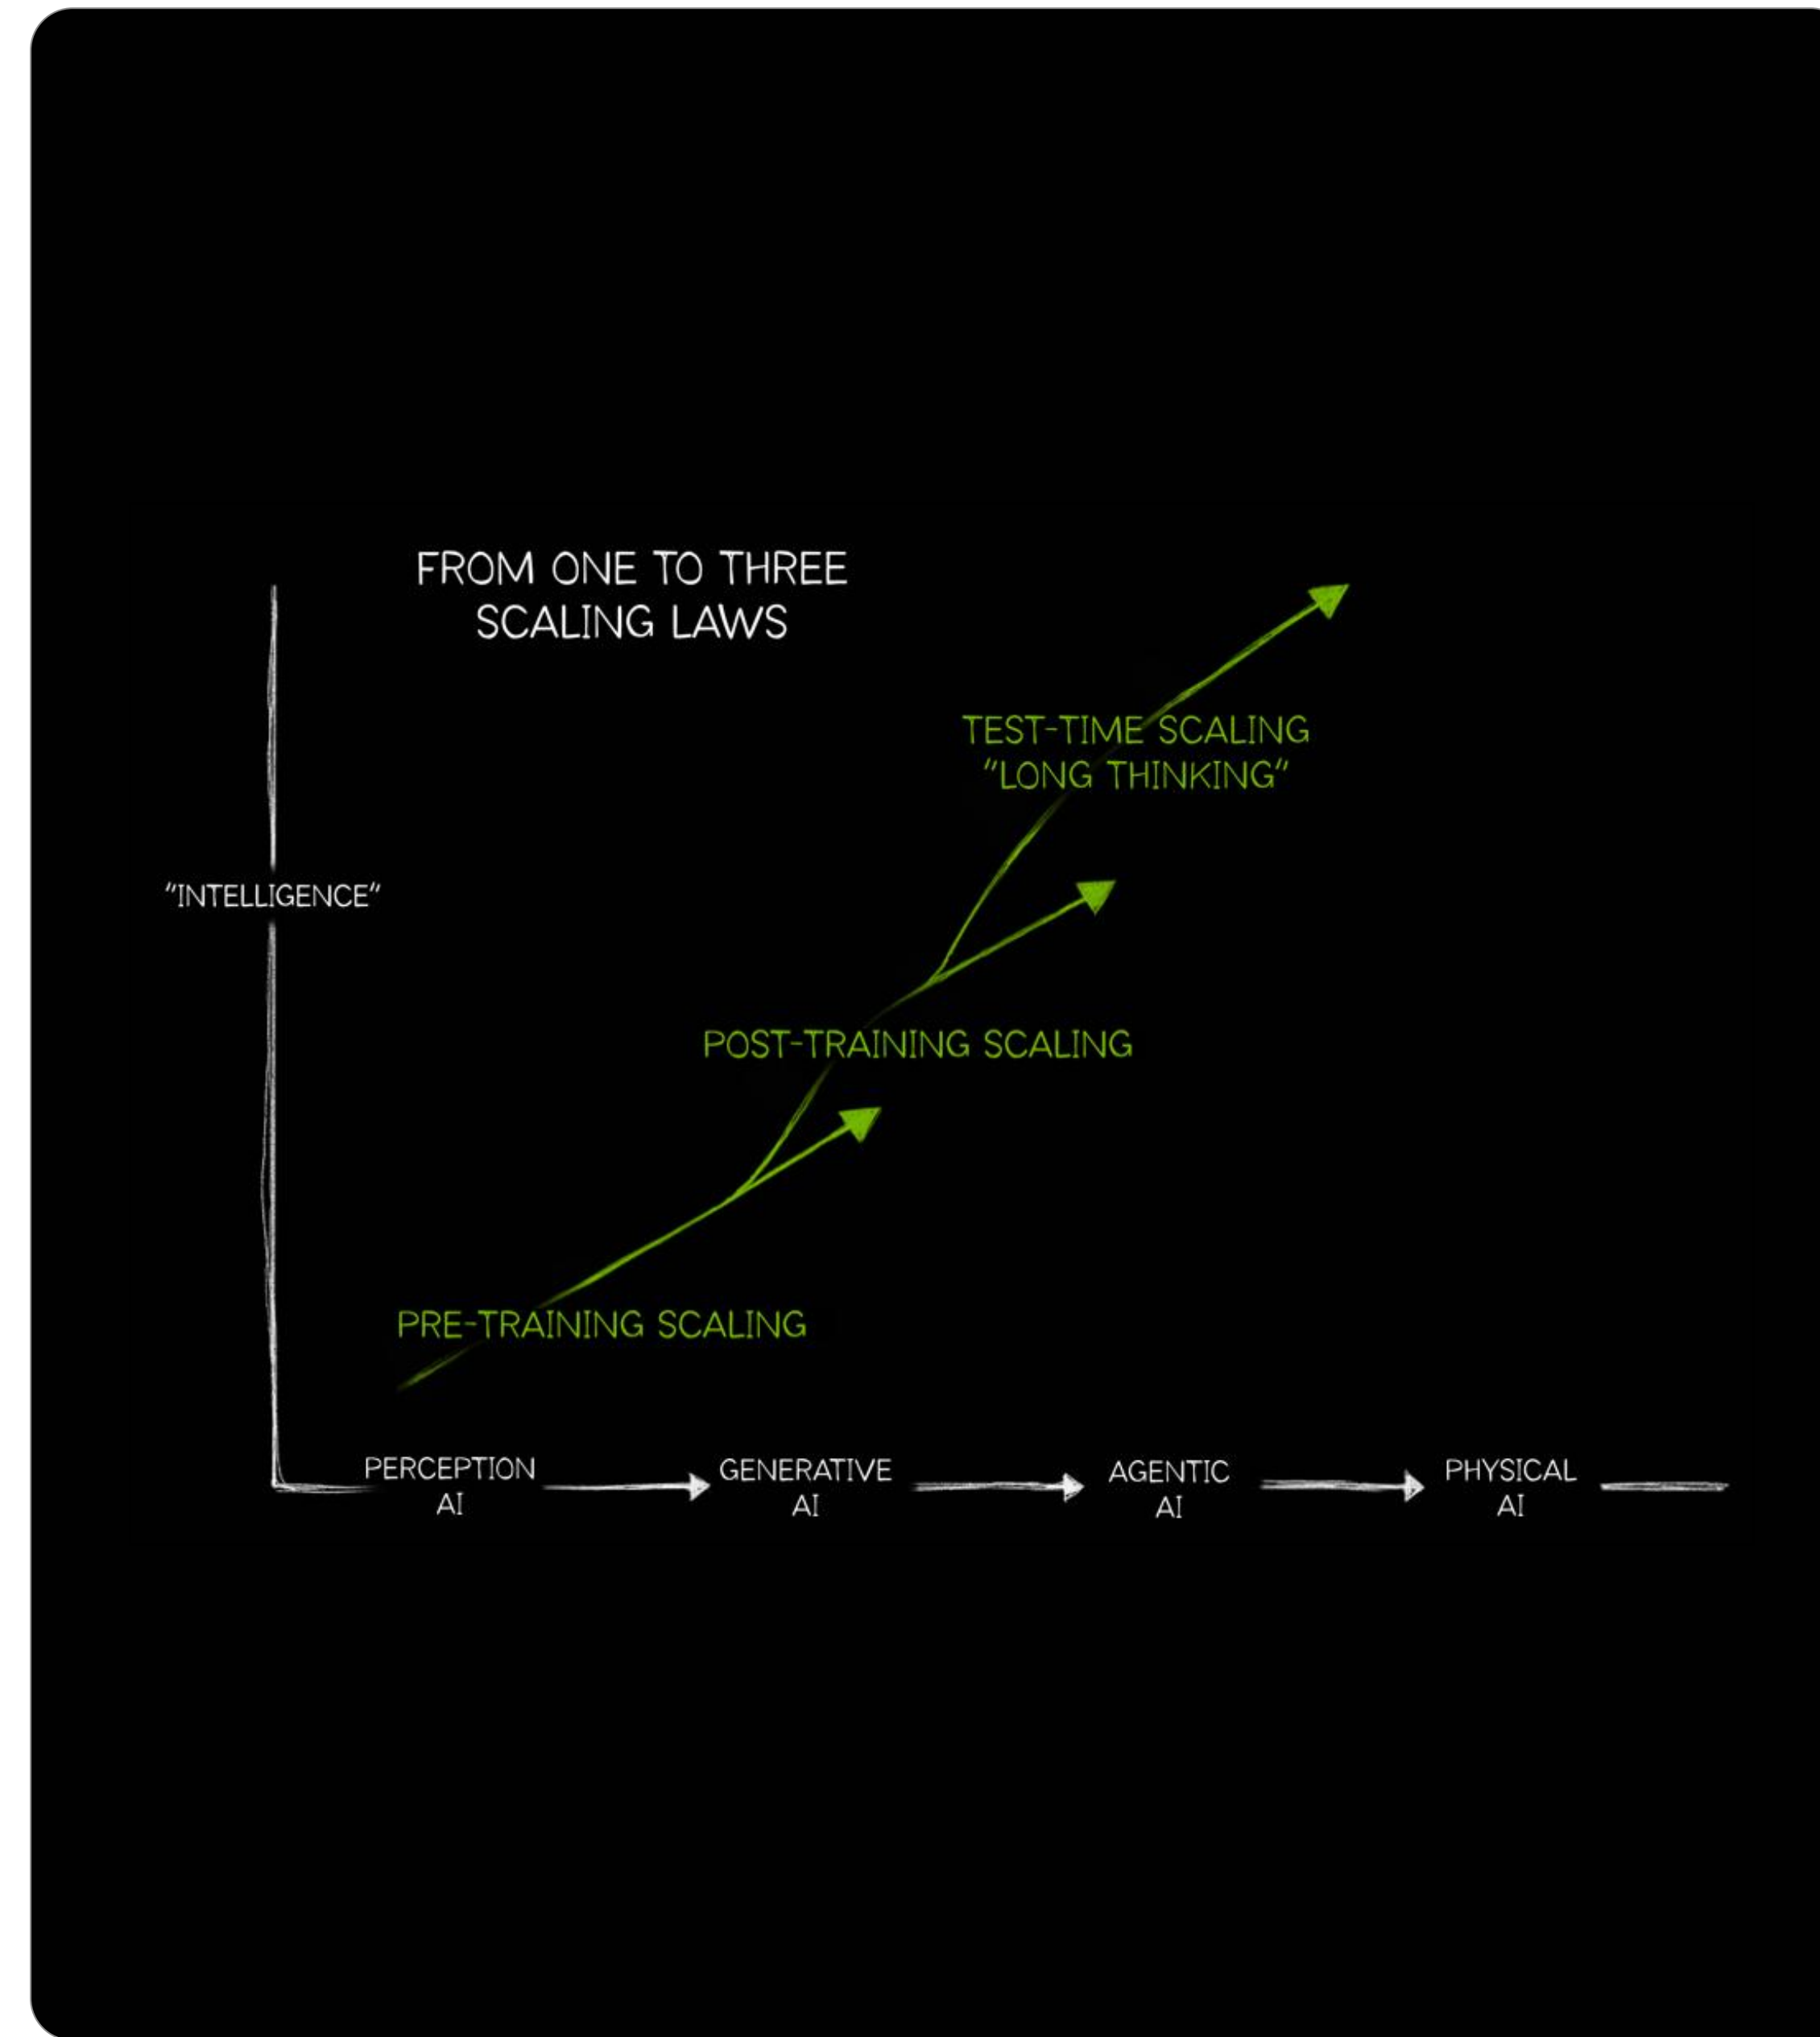 FROM ONE TO THREE
SCALING LAWS
TEST-TIME SCALING
"LONG THINKING"
"INTELLIGENCE"
POST-TRAINING SCALING
PRE-TRAINING SCALING
PERCEPTION
AI
GENERATIVE
AI
AGENTIC
AI
PHYSICAL
AI